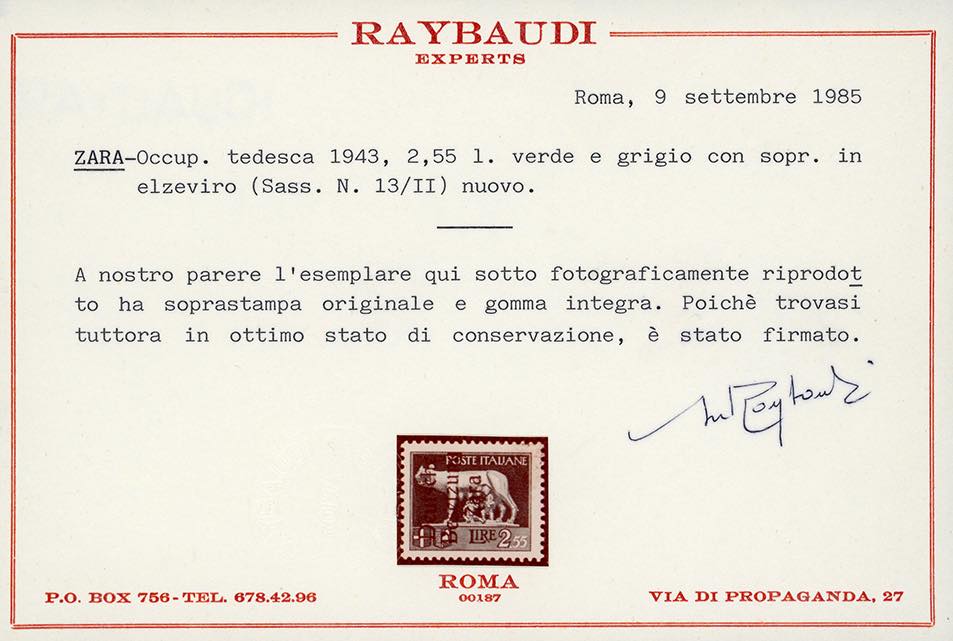 RAYBAUDI
EXPERTS
Roma, 9 settembre 1985
ZARA-Occup. tedesca 1943, 2,55 l. verde e grigio con sopr. in
elzeviro (Sass. N. 13/II) nuovo.
A nostro parere l'esemplare qui sotto fotograficamente riprodot
to ha soprastampa originale e gomma integra. Poichè trovasi
tuttora in ottimo stato di conservazione, è stato firmato.
POSTE ITALIANE
Zara
LIRE 2,55
ROMA
00187
P.O. BOX 756-TEL. 678.42.96
VIA DI PROPAGANDA, 27